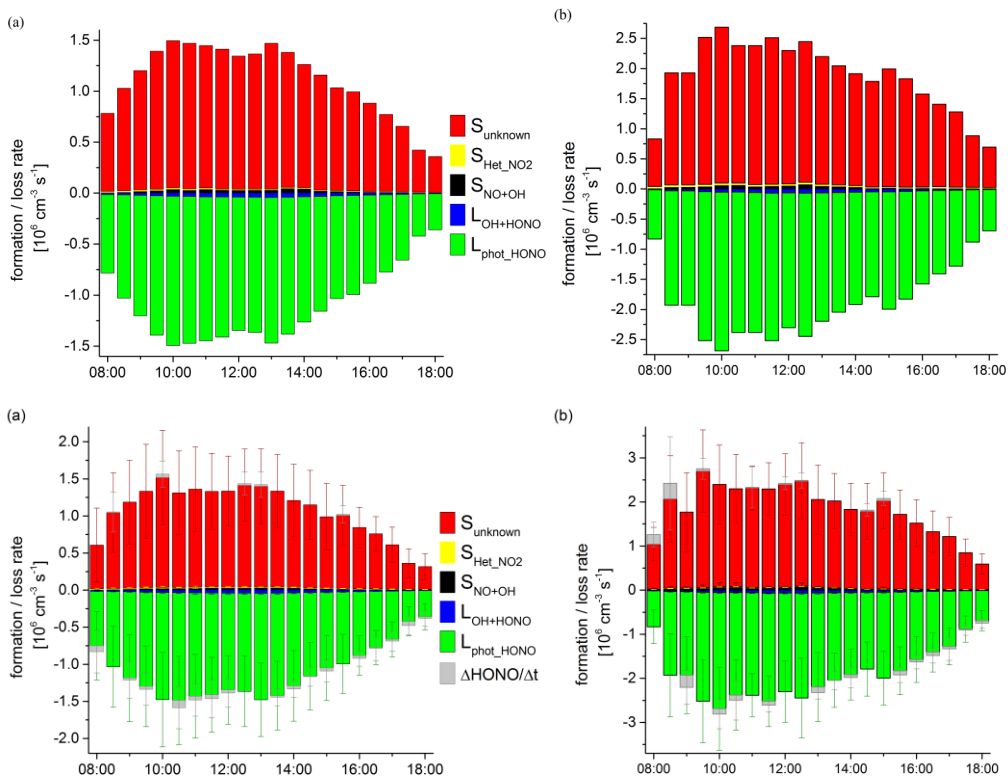 (a)
(b)
1.5
1.0
0.5
0.0
-0.5
-1.0
-1.5
formation / loss rate
[10⁶ cm⁻³ s⁻¹]
08:00 10:00 12:00 14:00 16:00 18:00
S_unknown
S_Het_NO2
S_NO+OH
L_OH+HONO
L_phot_HONO
2.5
2.0
1.5
1.0
0.5
0.0
-0.5
-1.0
-1.5
-2.0
-2.5
formation / loss rate
[10⁶ cm⁻³ s⁻¹]
08:00 10:00 12:00 14:00 16:00 18:00
(a)
(b)
2.0
1.5
1.0
0.5
0.0
-0.5
-1.0
-1.5
-2.0
formation / loss rate
[10⁶ cm⁻³ s⁻¹]
08:00 10:00 12:00 14:00 16:00 18:00
S_unknown
S_Het_NO2
S_NO+OH
L_OH+HONO
L_phot_HONO
ΔHONO/Δt
3
2
1
0
-1
-2
-3
formation / loss rate
[10⁶ cm⁻³ s⁻¹]
08:00 10:00 12:00 14:00 16:00 18:00